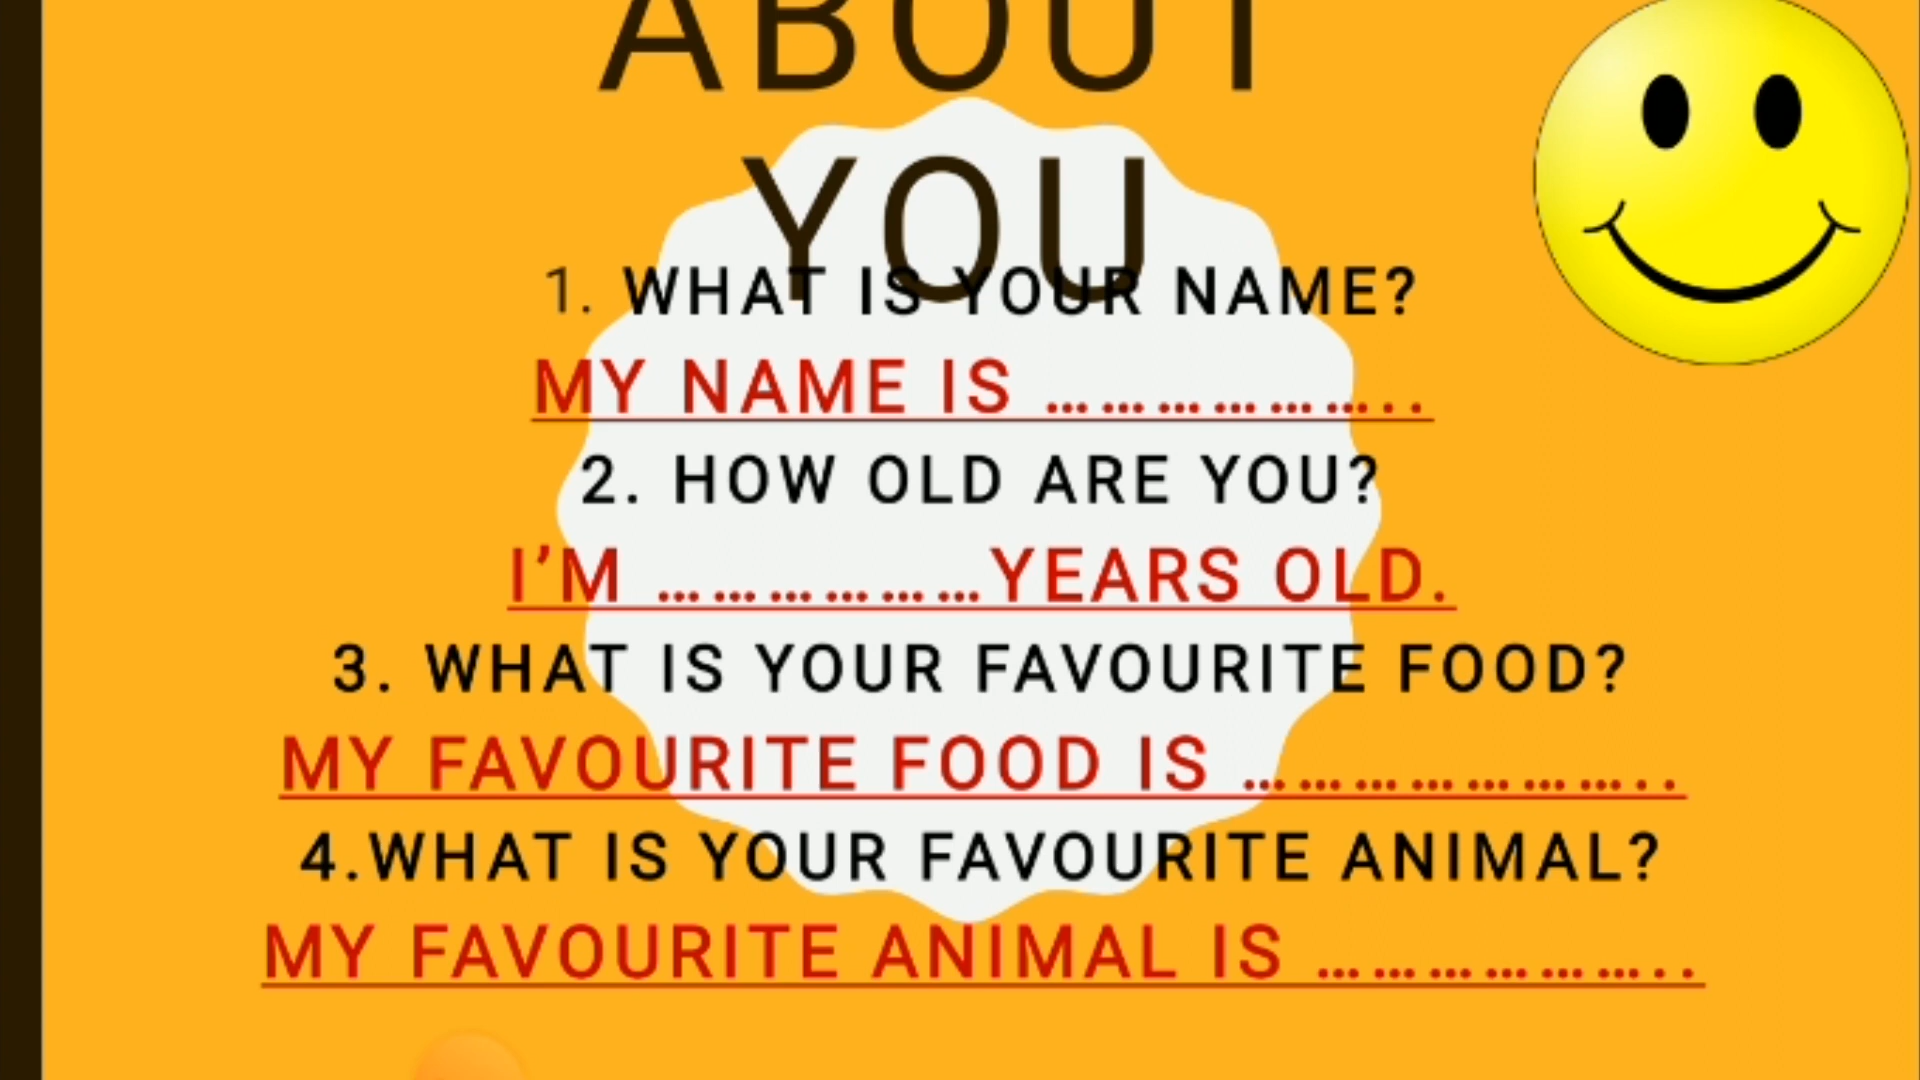 ABOUT
YOU
1. WHAT IS YOUR NAME?
MY NAME IS ………………..
2. HOW OLD ARE YOU?
I’M ………………YEARS OLD.
3. WHAT IS YOUR FAVOURITE FOOD?
MY FAVOURITE FOOD IS …………………..
4.WHAT IS YOUR FAVOURITE ANIMAL?
MY FAVOURITE ANIMAL IS ………………..